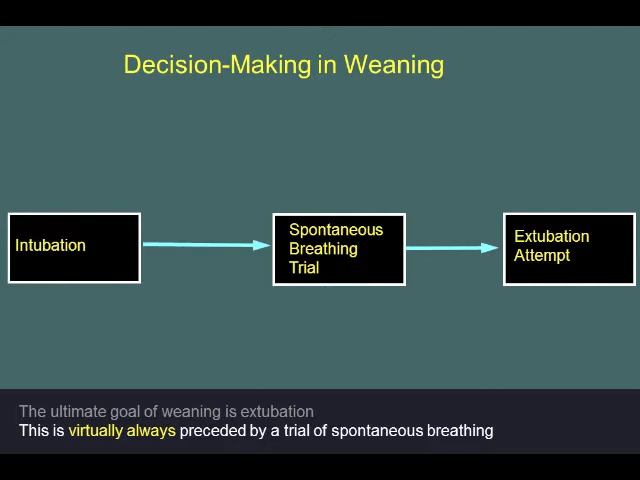 Decision-Making in Weaning
Intubation
Spontaneous
Breathing
Trial
Extubation
Attempt
The ultimate goal of weaning is extubation
This is virtually always preceded by a trial of spontaneous breathing